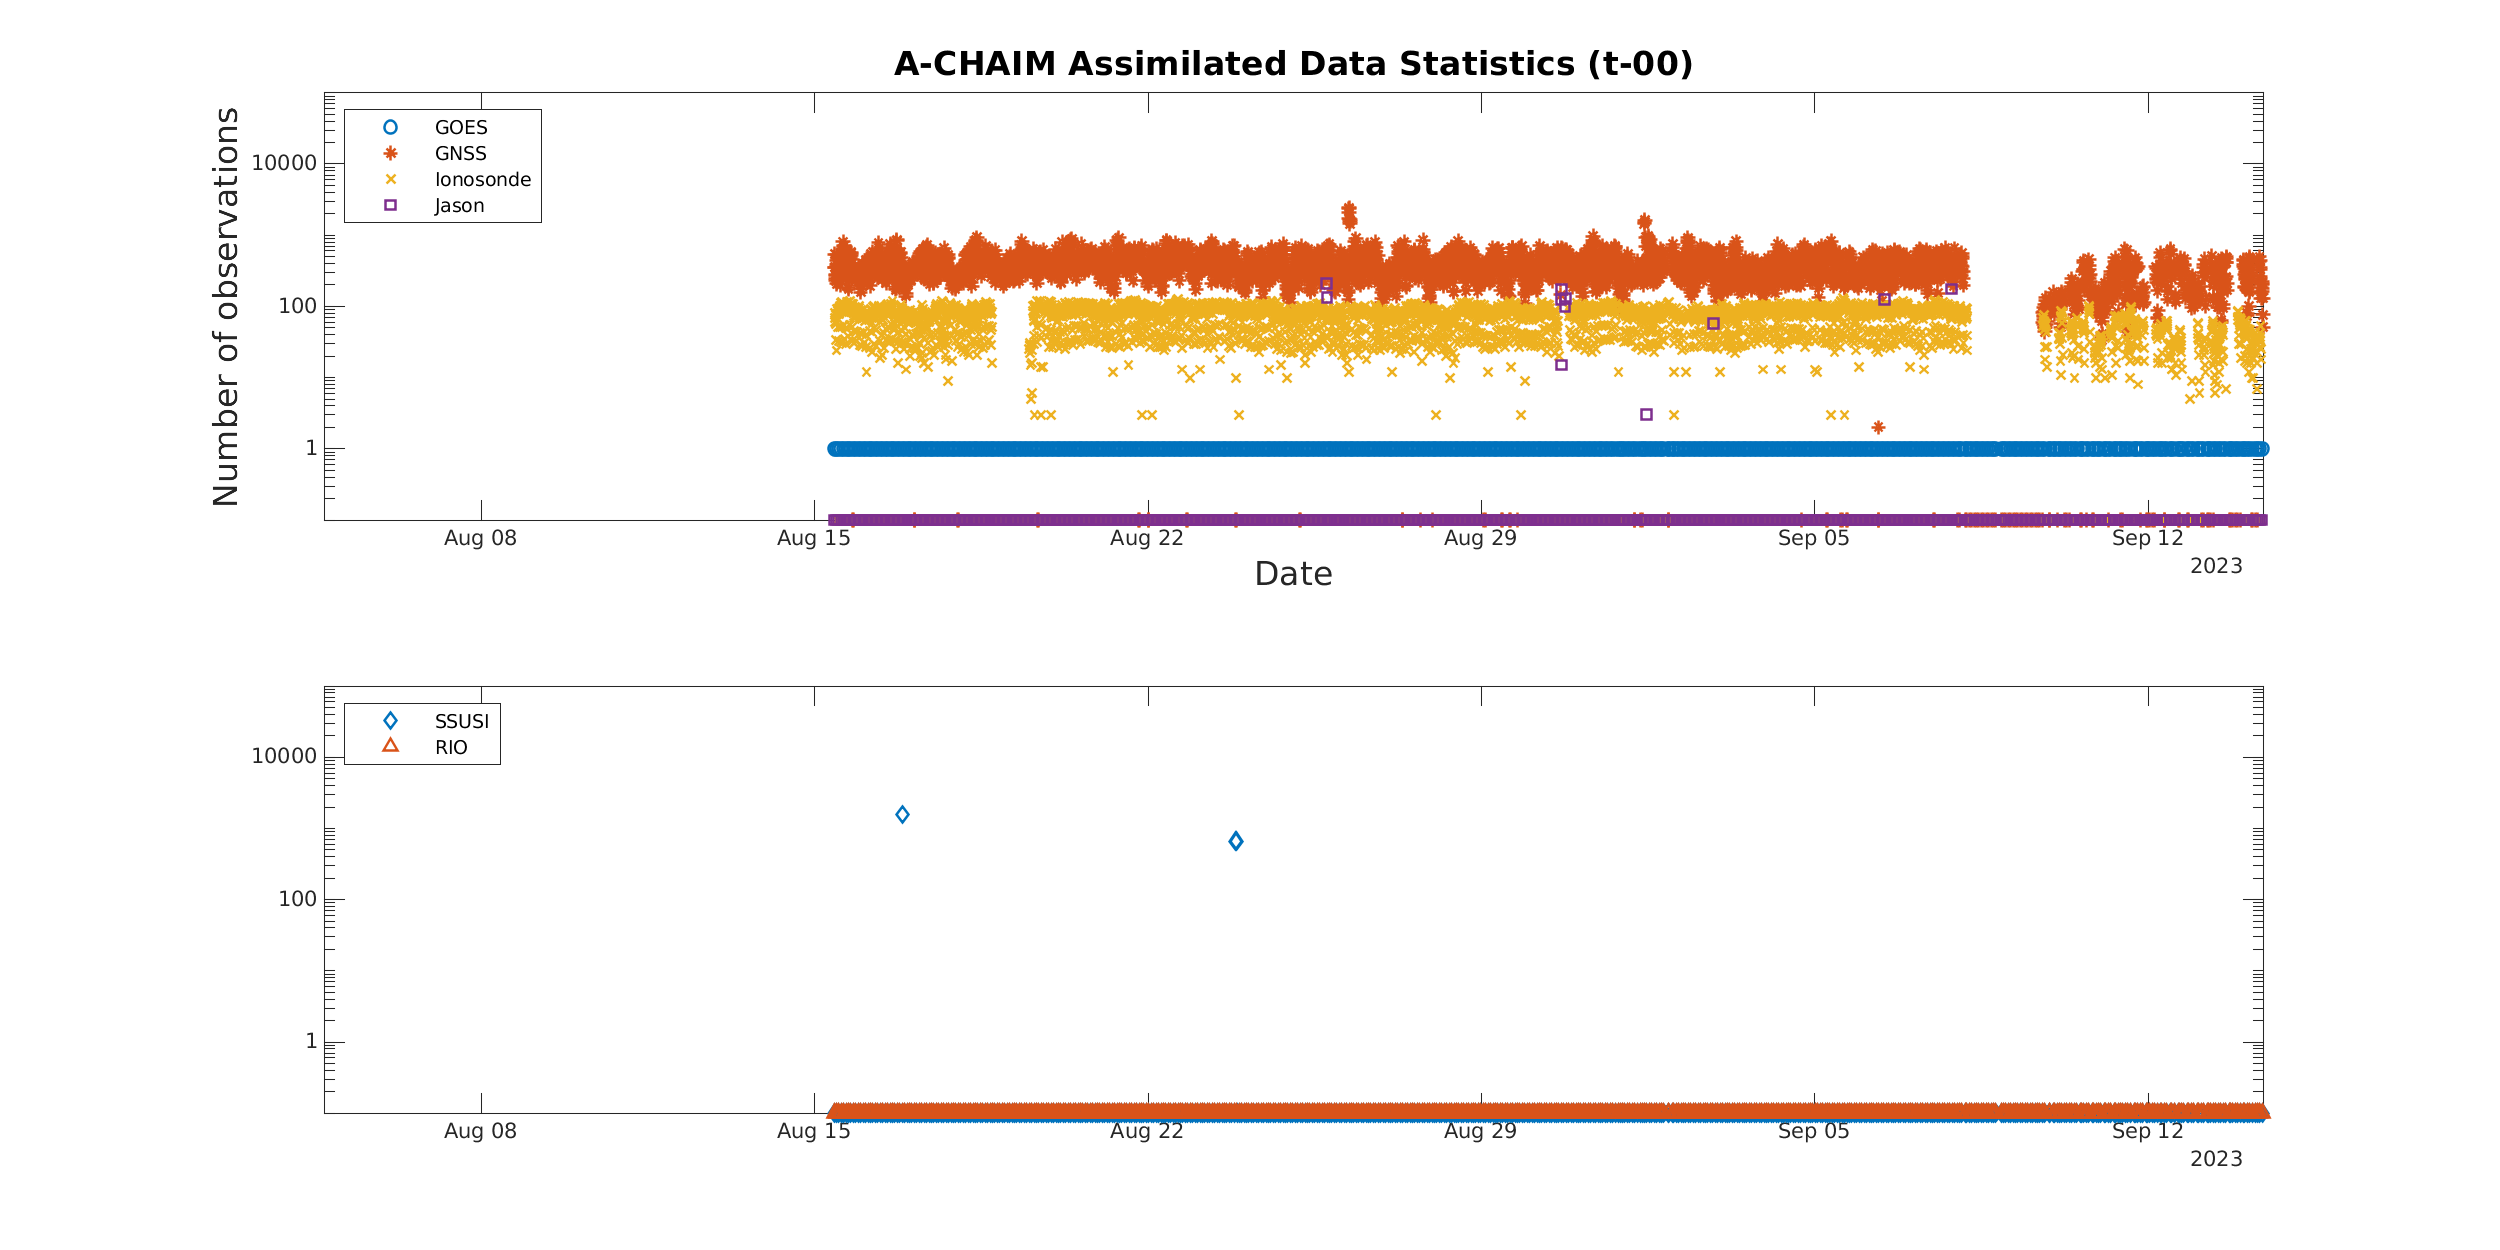 A-CHAIM Assimilated Data Statistics (t-00)
Number of observations
10000
100
1
GOES
GNSS
Ionosonde
Jason
Aug 08
Aug 15
Aug 22
Aug 29
Sep 05
Sep 12
2023
Date
10000
100
1
SSUSI
RIO
Aug 08
Aug 15
Aug 22
Aug 29
Sep 05
Sep 12
2023